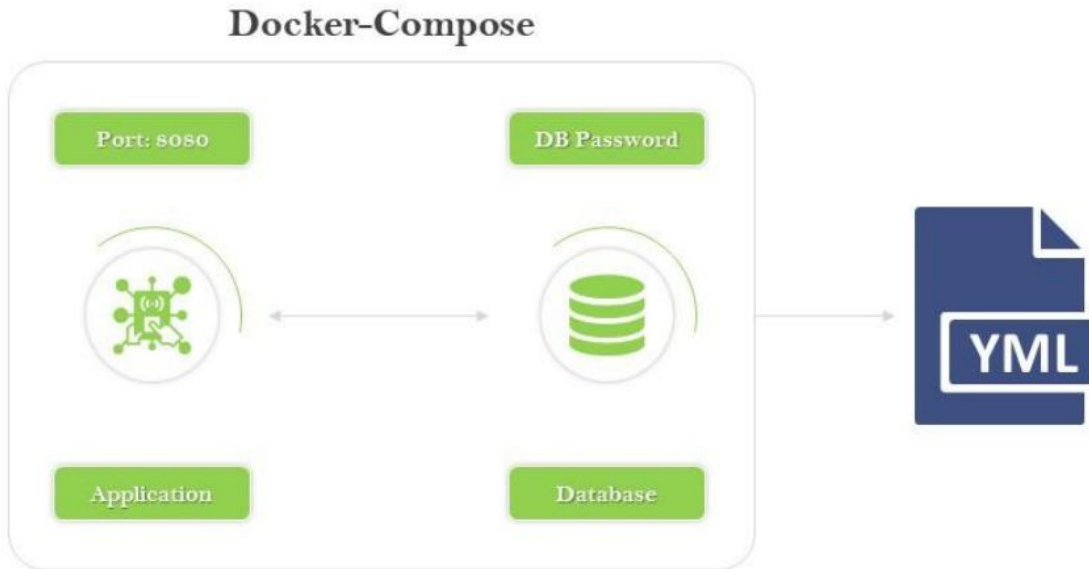 Docker-Compose
Port: 8080
DB Password
YML
Application
Database